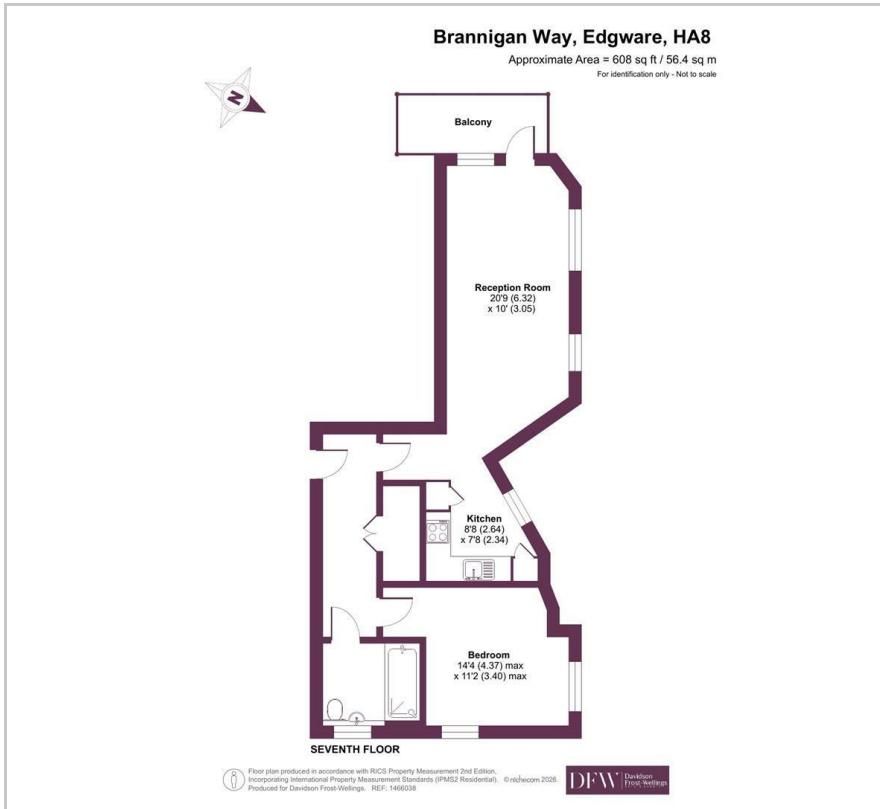 Brannigan Way, Edgware, HA8
Approximate Area = 608 sq ft / 56.4 sq m
For identification only - Not to scale
N
Balcony
Reception Room
20'9 (6.32)
x 10' (3.05)
Kitchen
8'8 (2.64)
x 7'8 (2.34)
Bedroom
14'4 (4.37) max
x 11'2 (3.40) max
SEVENTH FLOOR
Floor plan produced in accordance with RICS Property Measurement 2nd Edition,
Incorporating International Property Measurement Standards (IPMS2 Residential). © nichecom 2026.
Produced for Davidson Frost-Wellings. REF: 1466038
DFW
Davidson
Frost-Wellings